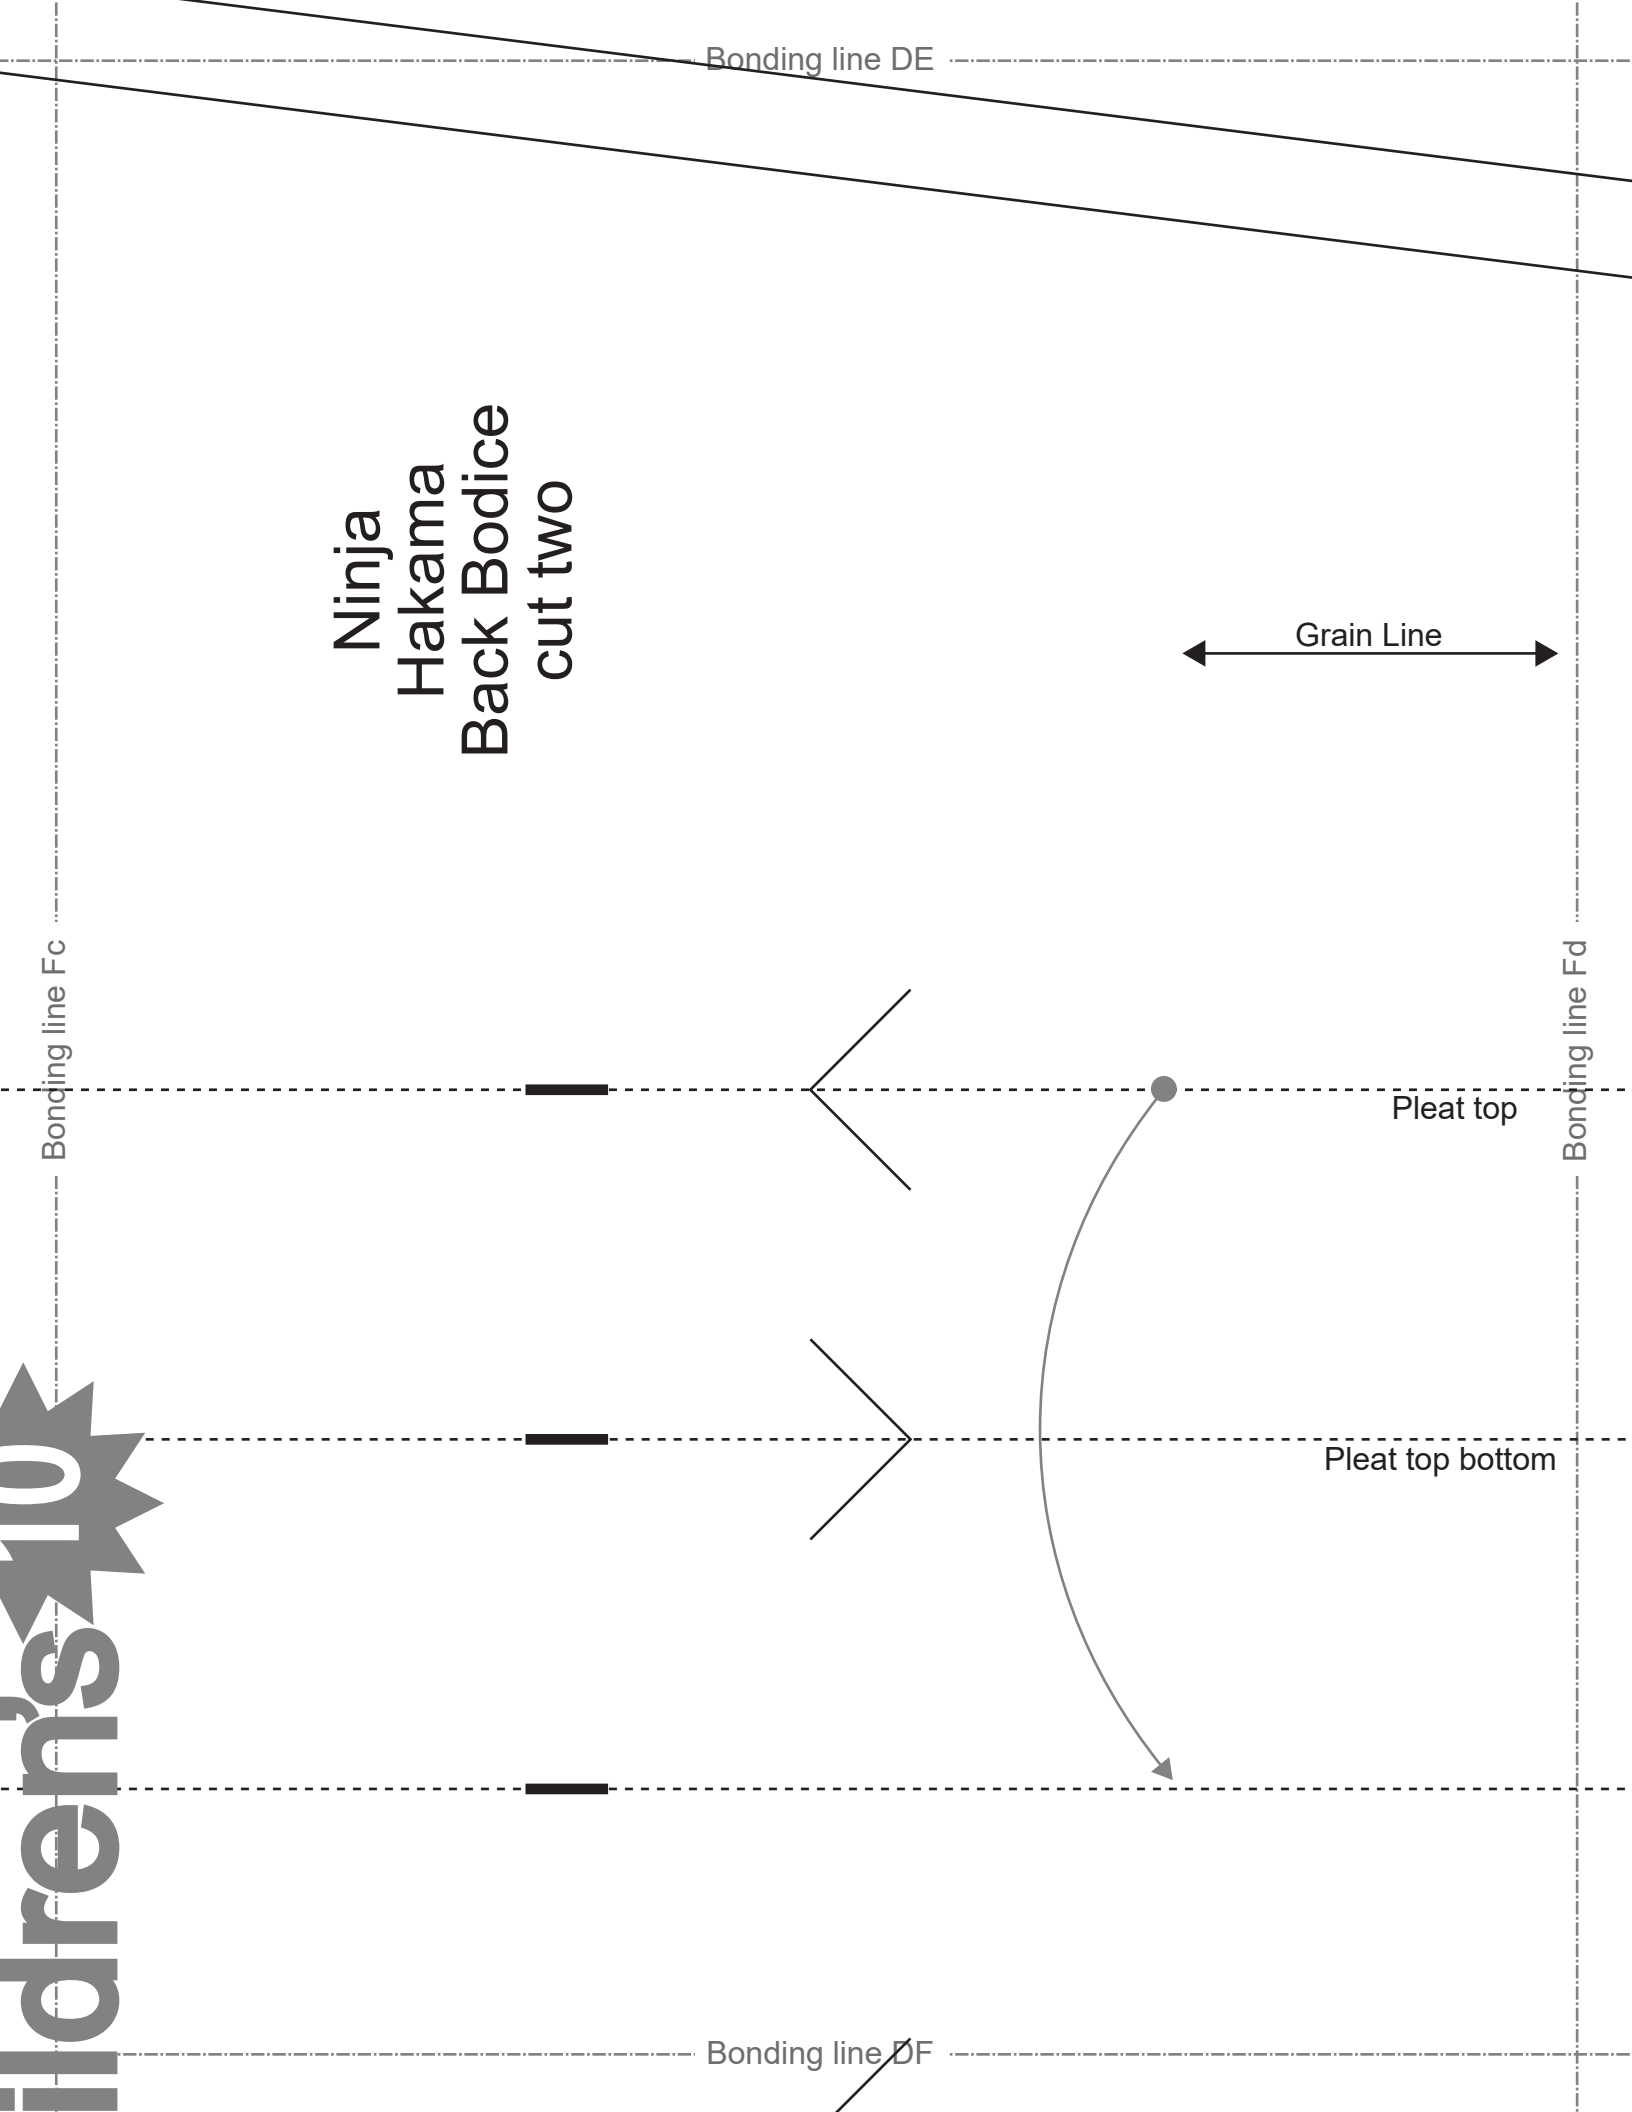 Bonding line DE
Ninja
Hakama
Back Bodice
cut two
Grain Line
Bonding line Fc
Bonding line Fd
Pleat top
Pleat top bottom
ildren's 10
Bonding line DF